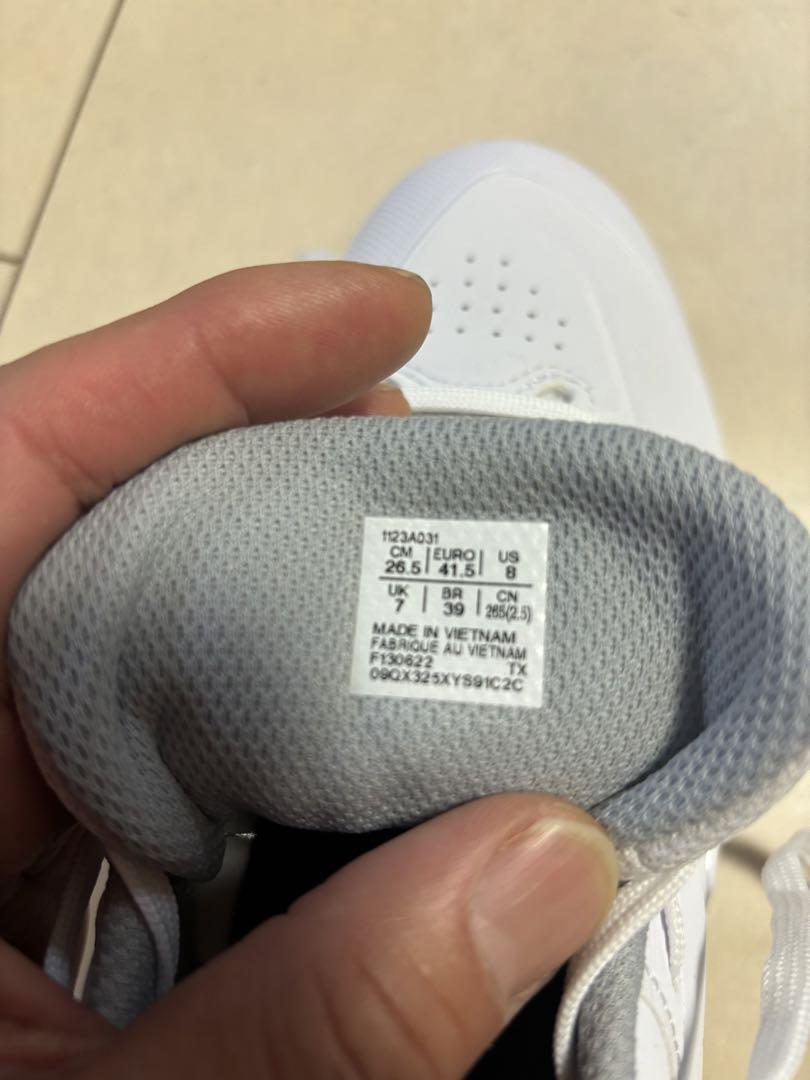 1123A031
CM | EURO | US
26.5 | 41.5 | 8
UK | BR | CN
7 | 39 | 265(2.5)
MADE IN VIETNAM
FABRIQUE AU VIETNAM
F130622 TX
09QX325XYS91C2C